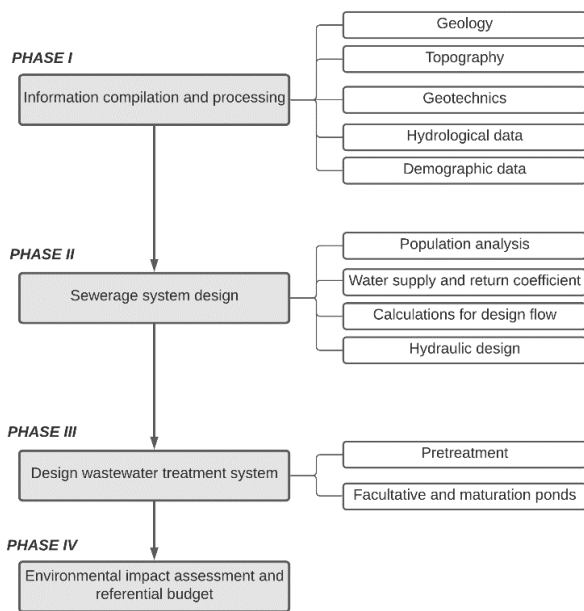 PHASE I
Information compilation and processing
Geology
Topography
Geotechnics
Hydrological data
Demographic data
PHASE II
Sewerage system design
Population analysis
Water supply and return coefficient
Calculations for design flow
Hydraulic design
PHASE III
Design wastewater treatment system
Pretreatment
Facultative and maturation ponds
PHASE IV
Environmental impact assessment and
referential budget